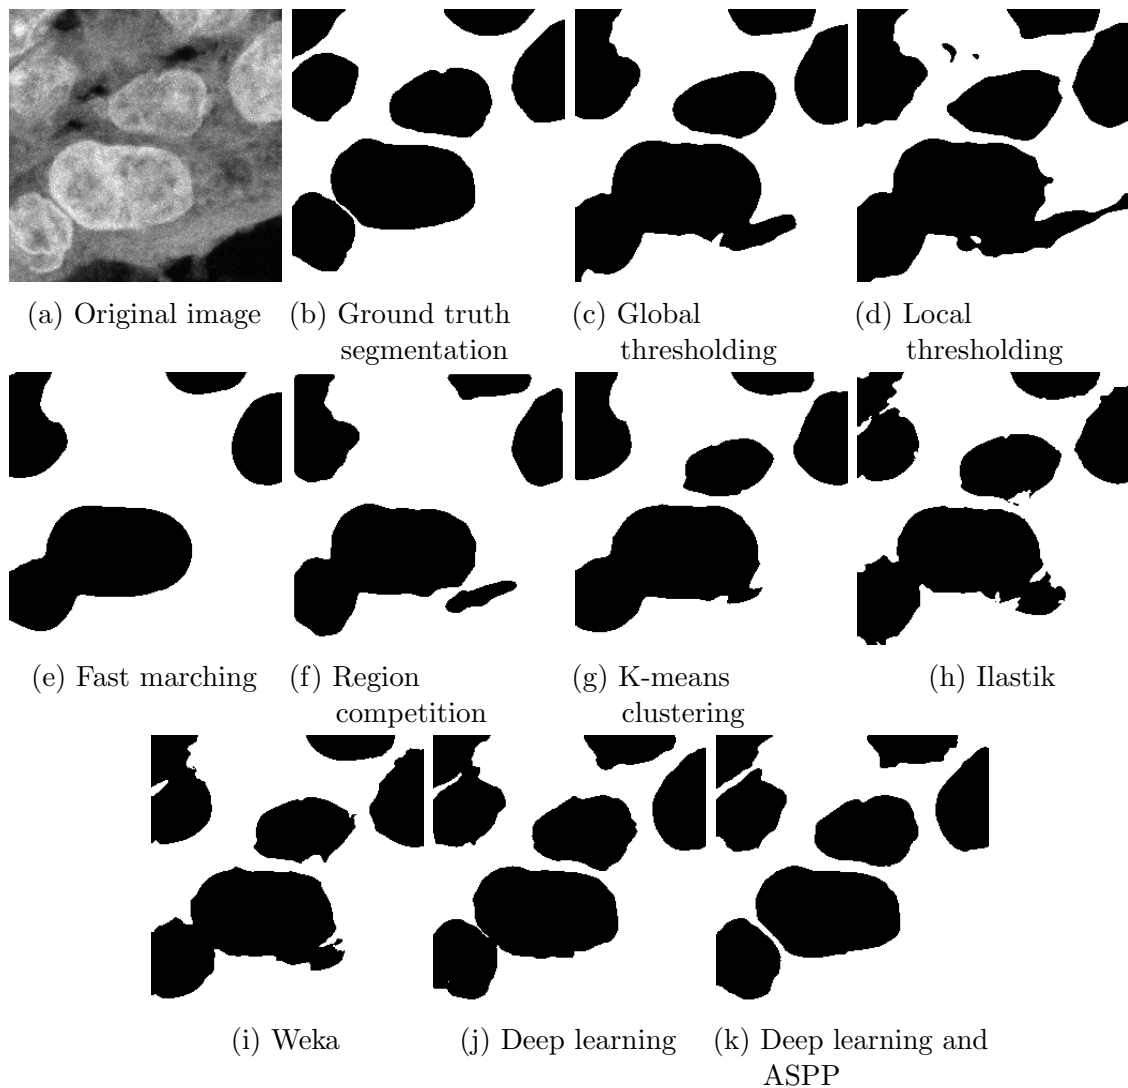 (a) Original image
(b) Ground truth
segmentation
(c) Global
thresholding
(d) Local
thresholding
(e) Fast marching
(f) Region
competition
(g) K-means
clustering
(h) Ilastik
(i) Weka
(j) Deep learning
(k) Deep learning and
ASPP